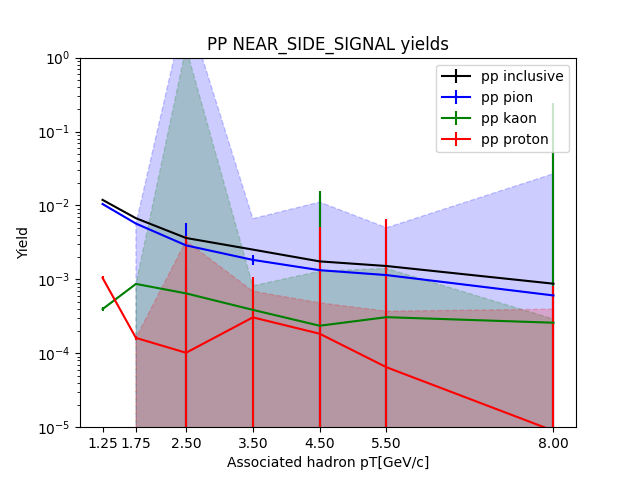 PP NEAR_SIDE_SIGNAL yields
pp inclusive
pp pion
pp kaon
pp proton
Yield
10^0
10^-1
10^-2
10^-3
10^-4
10^-5
1.25 1.75 2.50 3.50 4.50 5.50 8.00
Associated hadron pT[GeV/c]